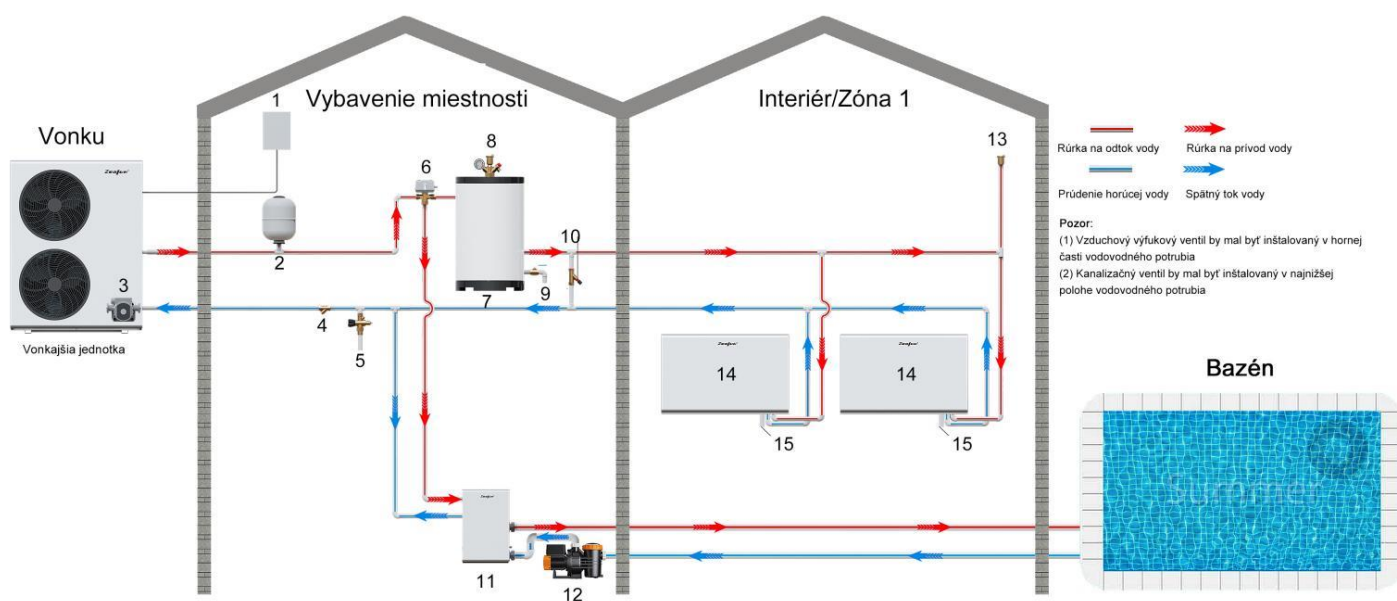 Vybavenie miestnosti
Interiér/Zóna 1
Vonku
1
2
3
4
5
6
7
8
9
10
11
12
13
14
14
15
15
Vonkajšia jednotka
Rúrka na odtok vody
Rúrka na prívod vody
Prúdenie horúcej vody
Spätný tok vody
Pozor:
(1) Vzduchový výfukový ventil by mal byť inštalovaný v hornej
časti vodovodného potrubia
(2) Kanalizačný ventil by mal byť inštalovaný v najnižšej
polohe vodovodného potrubia
Bazén
Summer